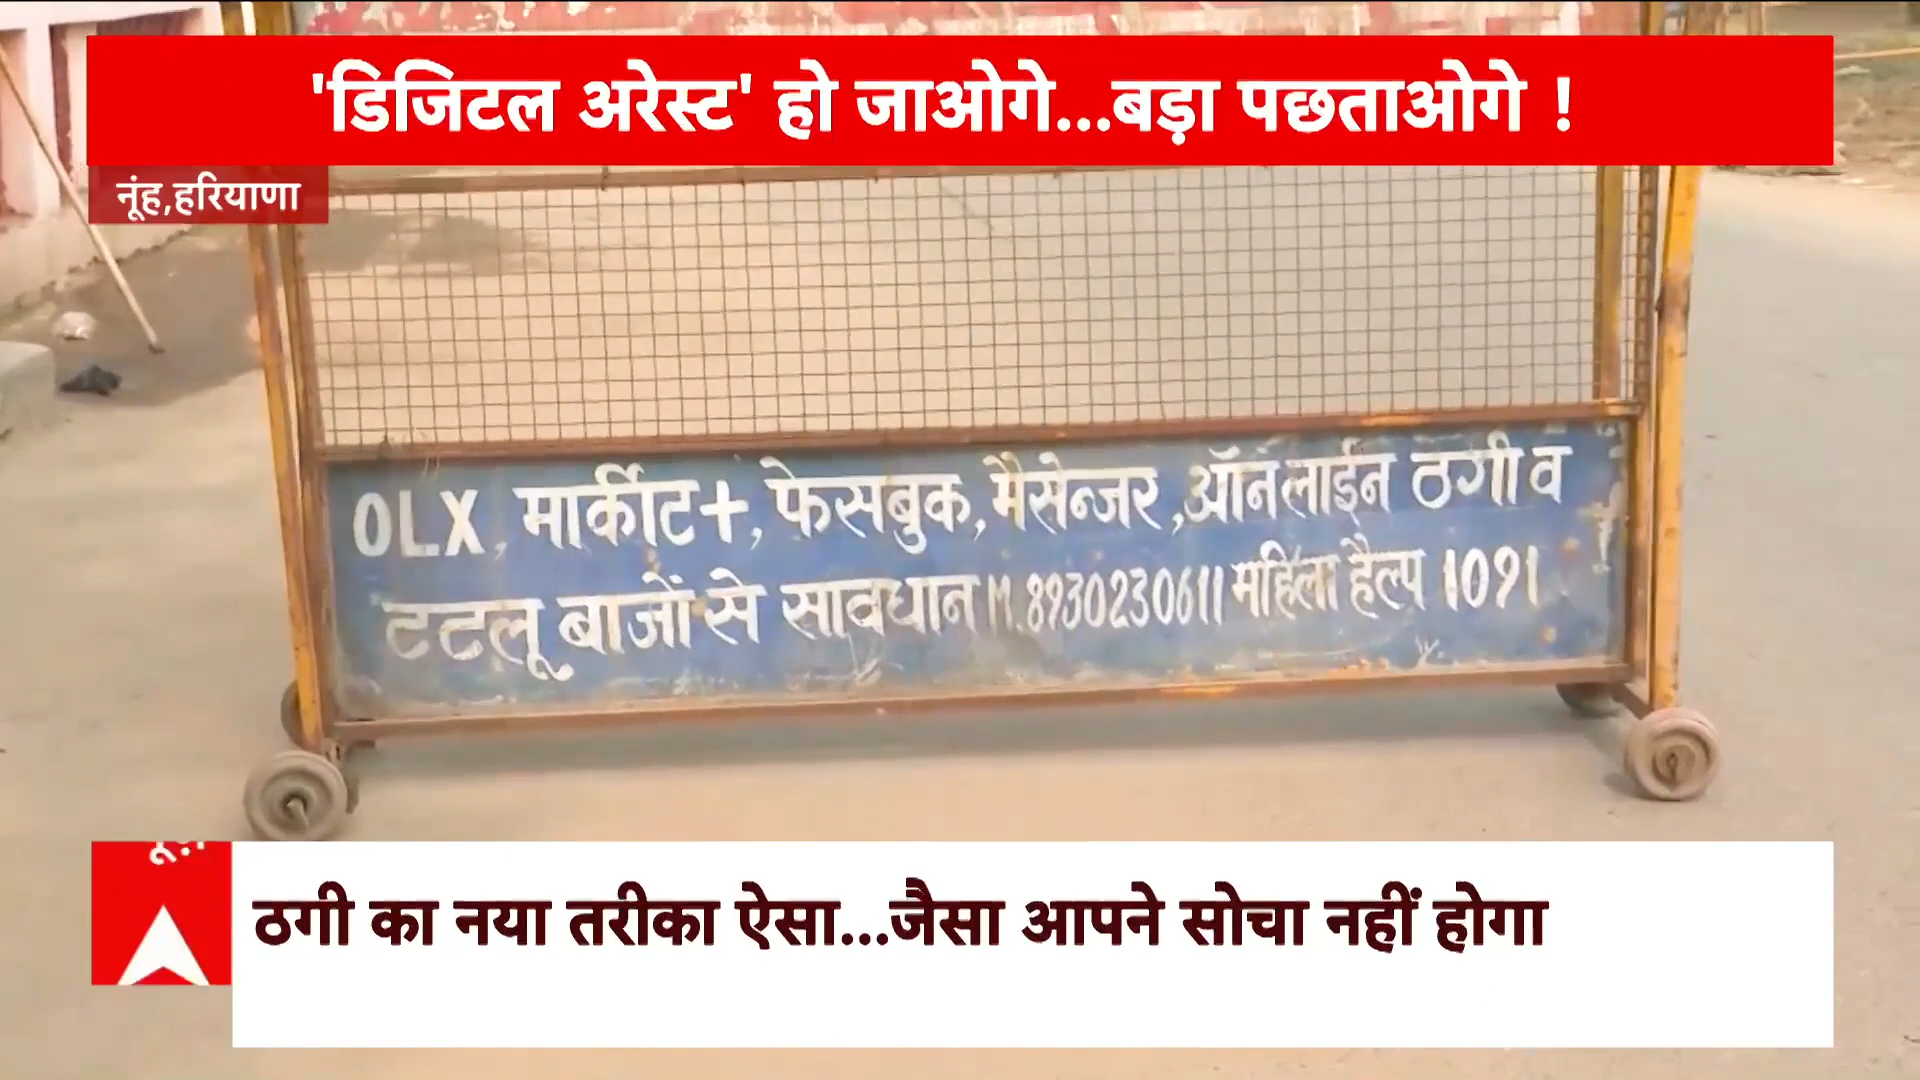 'डिजिटल अरेस्ट' हो जाओगे...बड़ा पछताओगे !
नूंह,हरियाणा
OLX, मार्कीट+, फेसबुक, मैसेन्जर, ऑनलाईन ठगी व
टटलू बाजों से सावधान M.8930230611 महिला हैल्प 1091
ठगी का नया तरीका ऐसा...जैसा आपने सोचा नहीं होगा